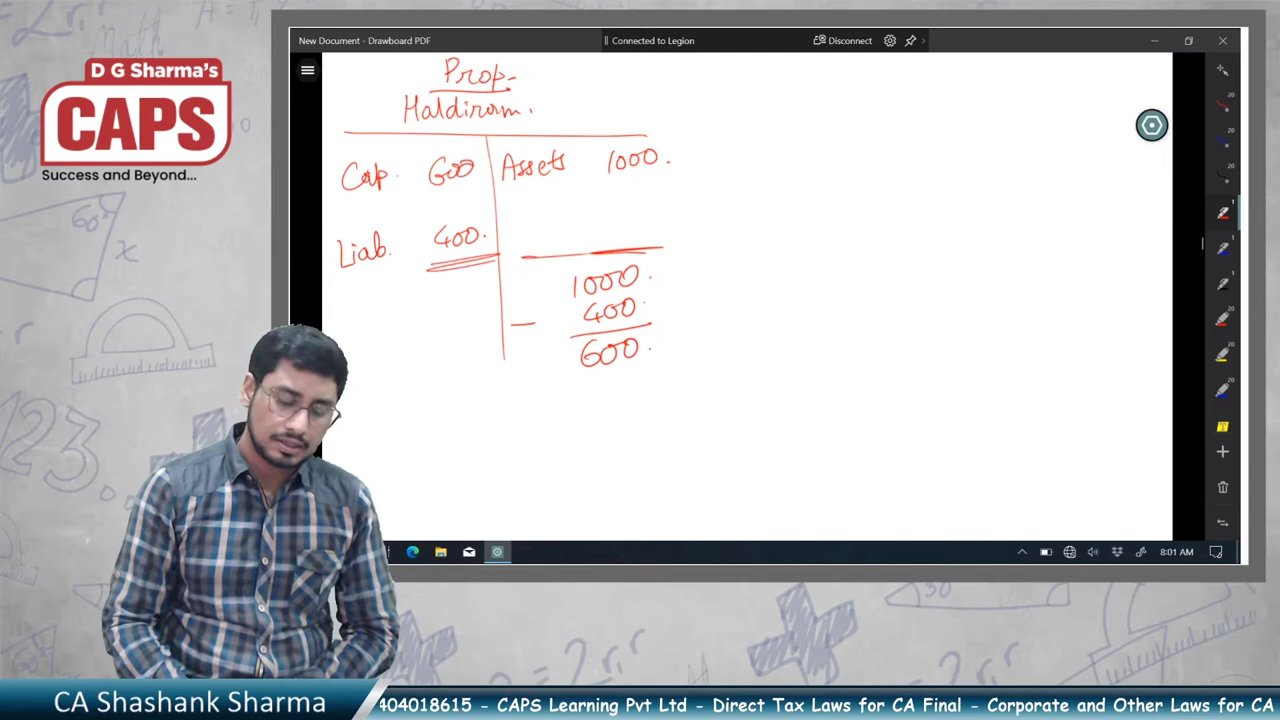 D G Sharma's
CAPS
Success and Beyond...
New Document - Drawboard PDF
Connected to Legion
Disconnect
Prop-
Haldiram.
Cap. 600 Assets 1000.
Liab. 400.
1000.
- 400
600.
8:01 AM
CA Shashank Sharma
404018615 - CAPS Learning Pvt Ltd - Direct Tax Laws for CA Final - Corporate and Other Laws for CA